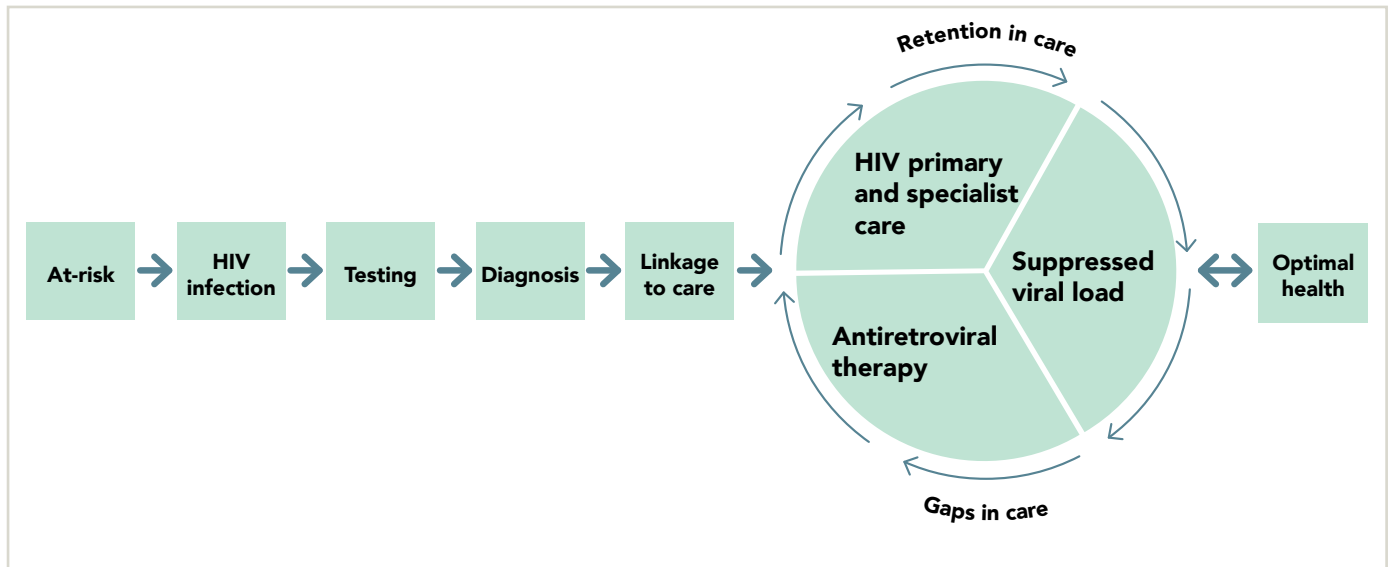 Retention in care
HIV primary
and specialist
care
At-risk
HIV
infection
Testing
Diagnosis
Linkage
to care
Suppressed
viral load
Optimal
health
Antiretroviral
therapy
Gaps in care